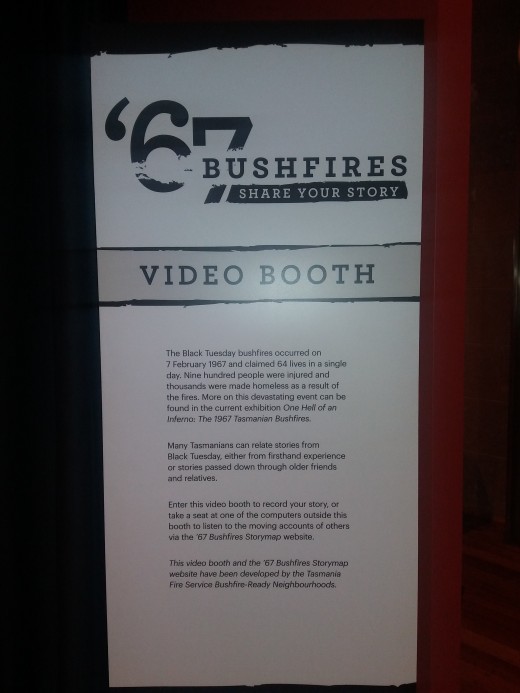 ‘67
BUSHFIRES
SHARE YOUR STORY
VIDEO BOOTH
The Black Tuesday bushfires occurred on
7 February 1967 and claimed 64 lives in a single
day. Nine hundred people were injured and
thousands were made homeless as a result of
the fires. More on this devastating event can be
found in the current exhibition One Hell of an
Inferno: The 1967 Tasmanian Bushfires.
Many Tasmanians can relate stories from
Black Tuesday, either from firsthand experience
or stories passed down through older friends
and relatives.
Enter this video booth to record your story, or
take a seat at one of the computers outside this
booth to listen to the moving accounts of others
via the ’67 Bushfires Storymap website.
This video booth and the ’67 Bushfires Storymap
website have been developed by the Tasmania
Fire Service Bushfire-Ready Neighbourhoods.